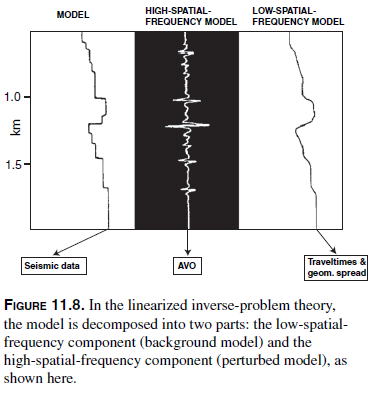 MODEL
HIGH-SPATIAL-
FREQUENCY MODEL
LOW-SPATIAL-
FREQUENCY MODEL
1.0
km
1.5
Seismic data
AVO
Traveltimes &
geom. spread
FIGURE 11.8. In the linearized inverse-problem theory,
the model is decomposed into two parts: the low-spatial-
frequency component (background model) and the
high-spatial-frequency component (perturbed model), as
shown here.